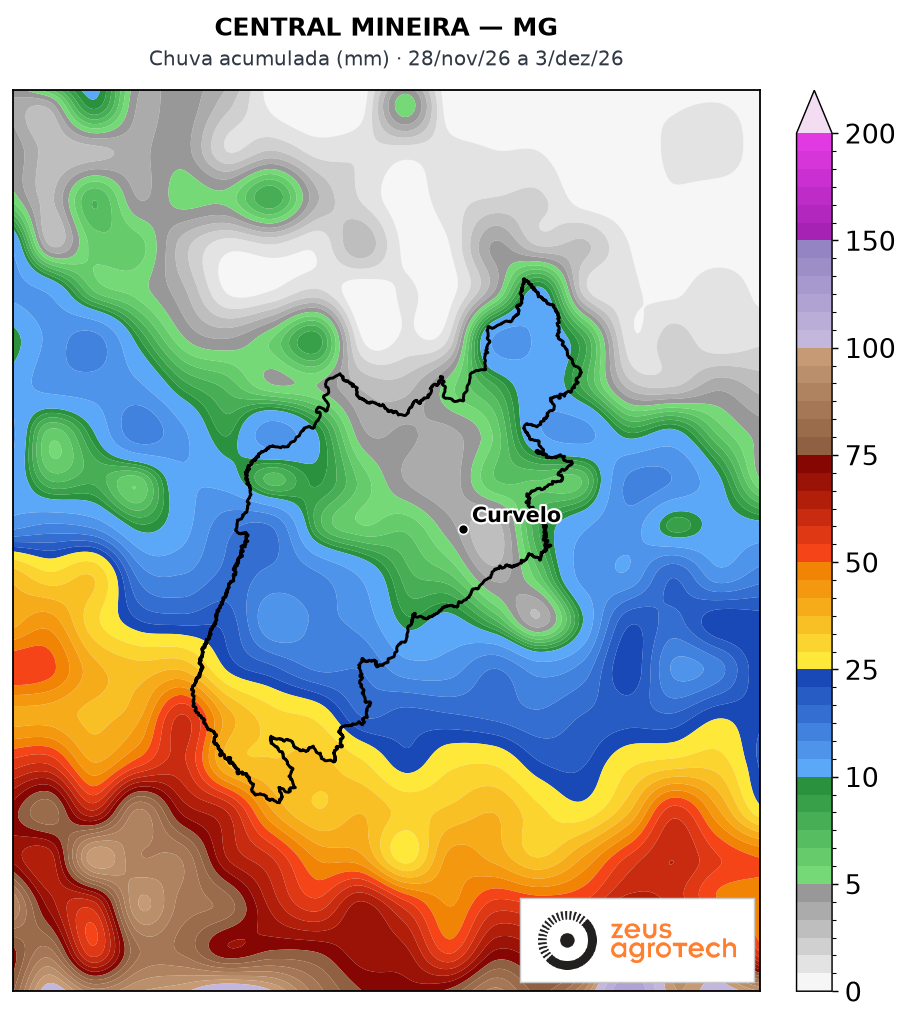 CENTRAL MINEIRA — MG
Chuva acumulada (mm) · 28/nov/26 a 3/dez/26
200
150
100
75
50
25
10
5
0
Curvelo
zeus
agrotech